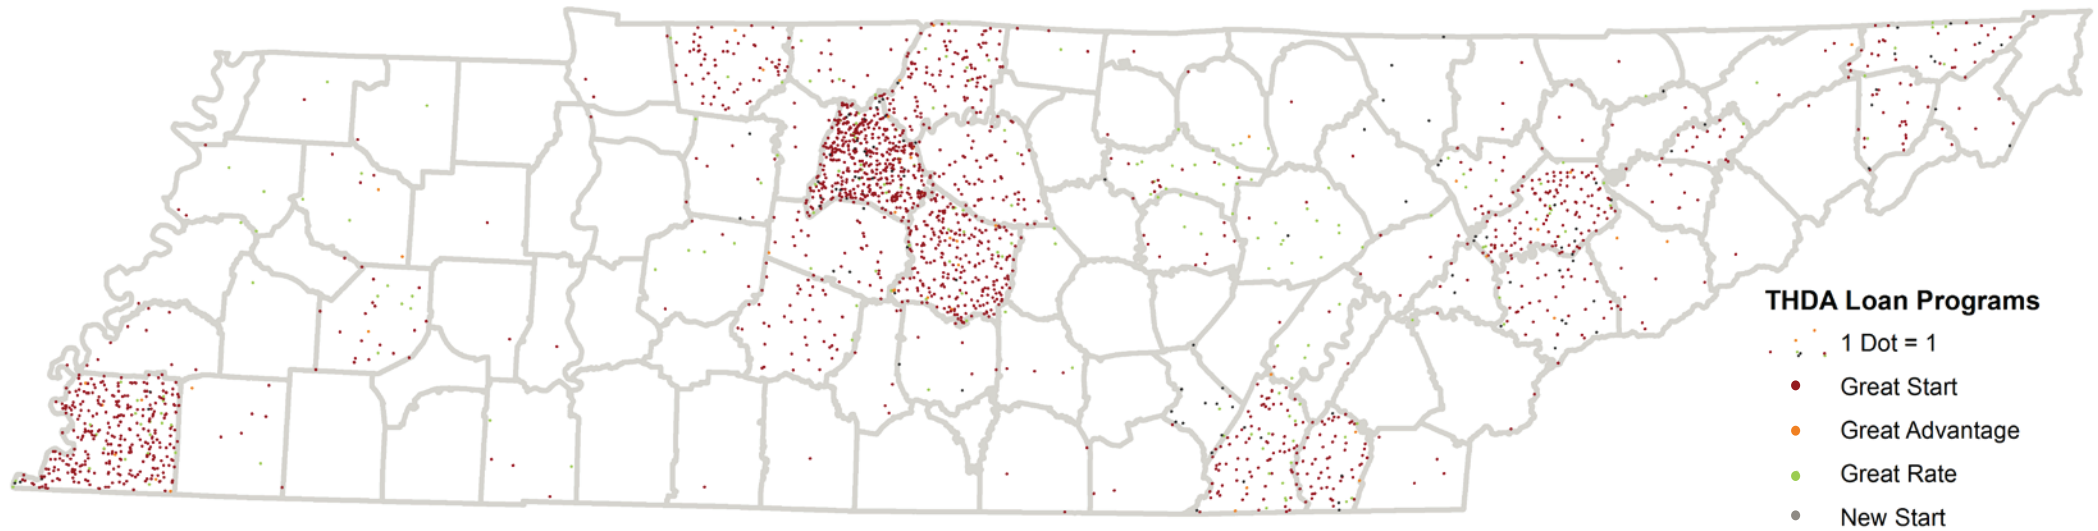 THDA Loan Programs
1 Dot = 1
Great Start
Great Advantage
Great Rate
New Start